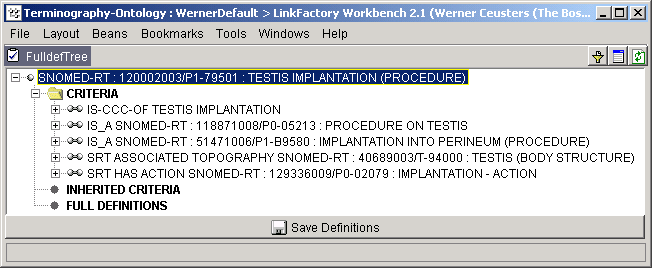 Terminography-Ontology : WernerDefault > LinkFactory Workbench 2.1 (Werner Ceusters (The Bos...
File Layout Beans Bookmarks Tools Windows Help
FulldefTree
SNOMED-RT : 120002003/P1-79501 : TESTIS IMPLANTATION (PROCEDURE)
CRITERIA
IS-CCC-OF TESTIS IMPLANTATION
IS_A SNOMED-RT : 118871008/P0-05213 : PROCEDURE ON TESTIS
IS_A SNOMED-RT : 51471006/P1-B9580 : IMPLANTATION INTO PERINEUM (PROCEDURE)
SRT ASSOCIATED TOPOGRAPHY SNOMED-RT : 40689003/T-94000 : TESTIS (BODY STRUCTURE)
SRT HAS ACTION SNOMED-RT : 129336009/P0-02079 : IMPLANTATION - ACTION
INHERITED CRITERIA
FULL DEFINITIONS
Save Definitions